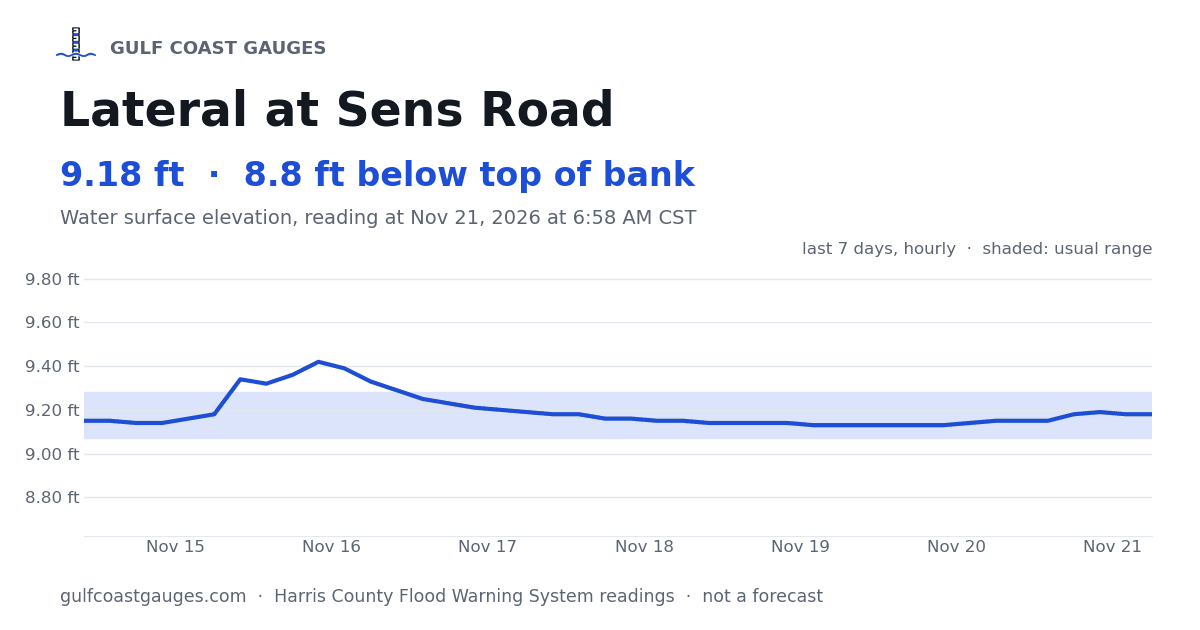 GULF COAST GAUGES
Lateral at Sens Road
9.18 ft · 8.8 ft below top of bank
Water surface elevation, reading at Nov 21, 2026 at 6:58 AM CST
last 7 days, hourly · shaded: usual range
9.80 ft
9.60 ft
9.40 ft
9.20 ft
9.00 ft
8.80 ft
Nov 15 Nov 16 Nov 17 Nov 18 Nov 19 Nov 20 Nov 21
gulfcoastgauges.com · Harris County Flood Warning System readings · not a forecast